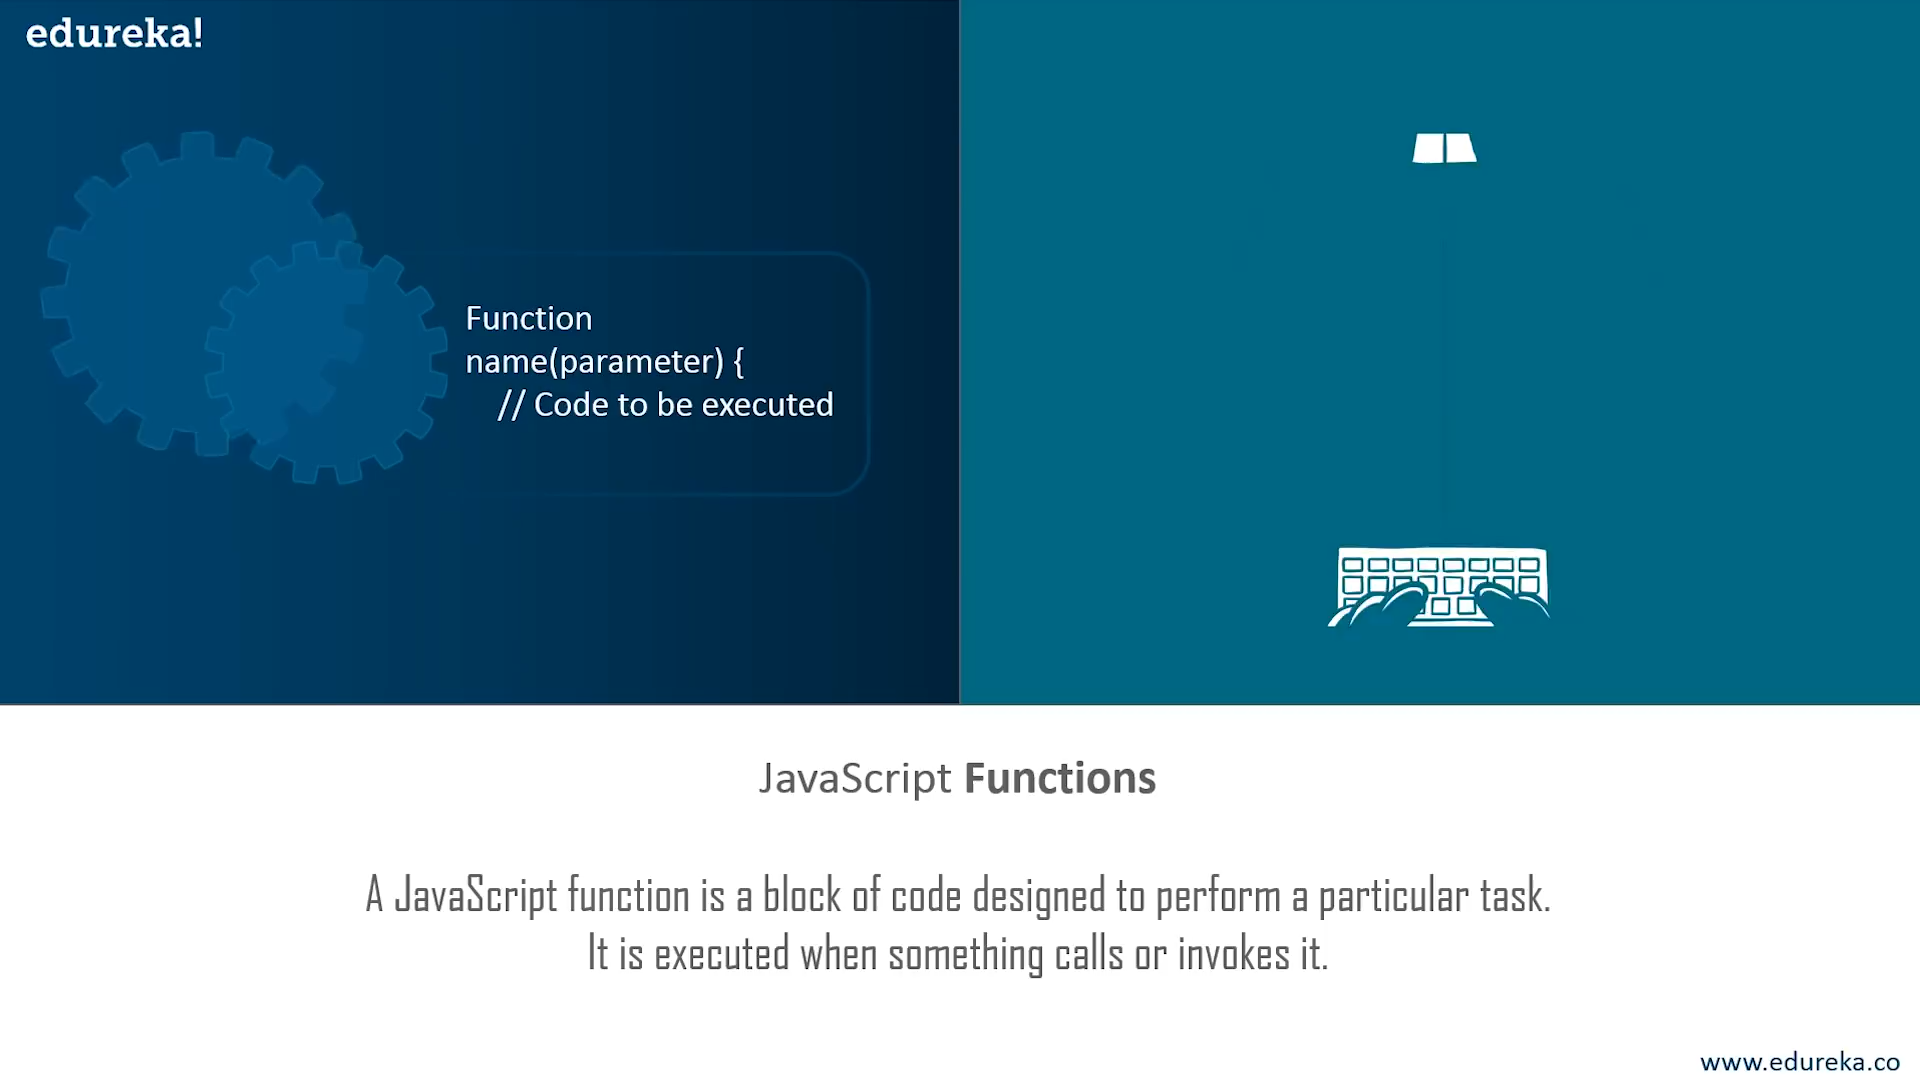 edureka!
Function
name(parameter) {
// Code to be executed
JavaScript Functions
A JavaScript function is a block of code designed to perform a particular task.
It is executed when something calls or invokes it.
www.edureka.co